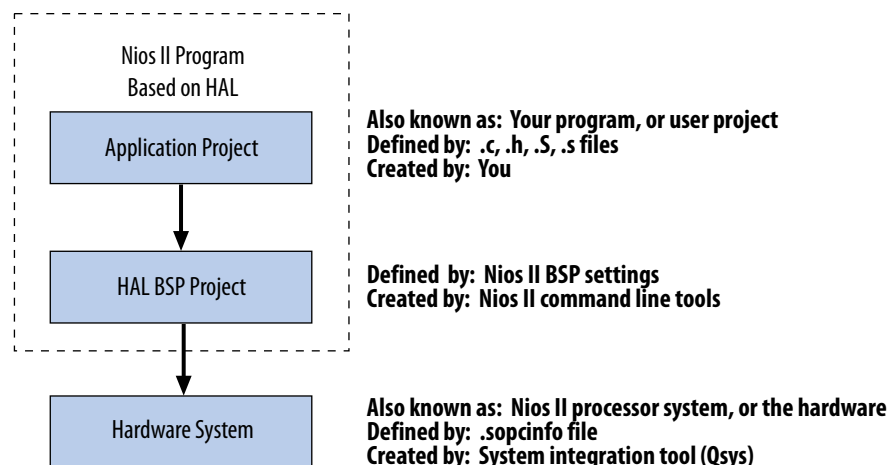 Nios II Program
Based on HAL
Application Project
Also known as: Your program, or user project
Defined by: .c, .h, .S, .s files
Created by: You
HAL BSP Project
Defined by: Nios II BSP settings
Created by: Nios II command line tools
Hardware System
Also known as: Nios II processor system, or the hardware
Defined by: .sopcinfo file
Created by: System integration tool (Qsys)